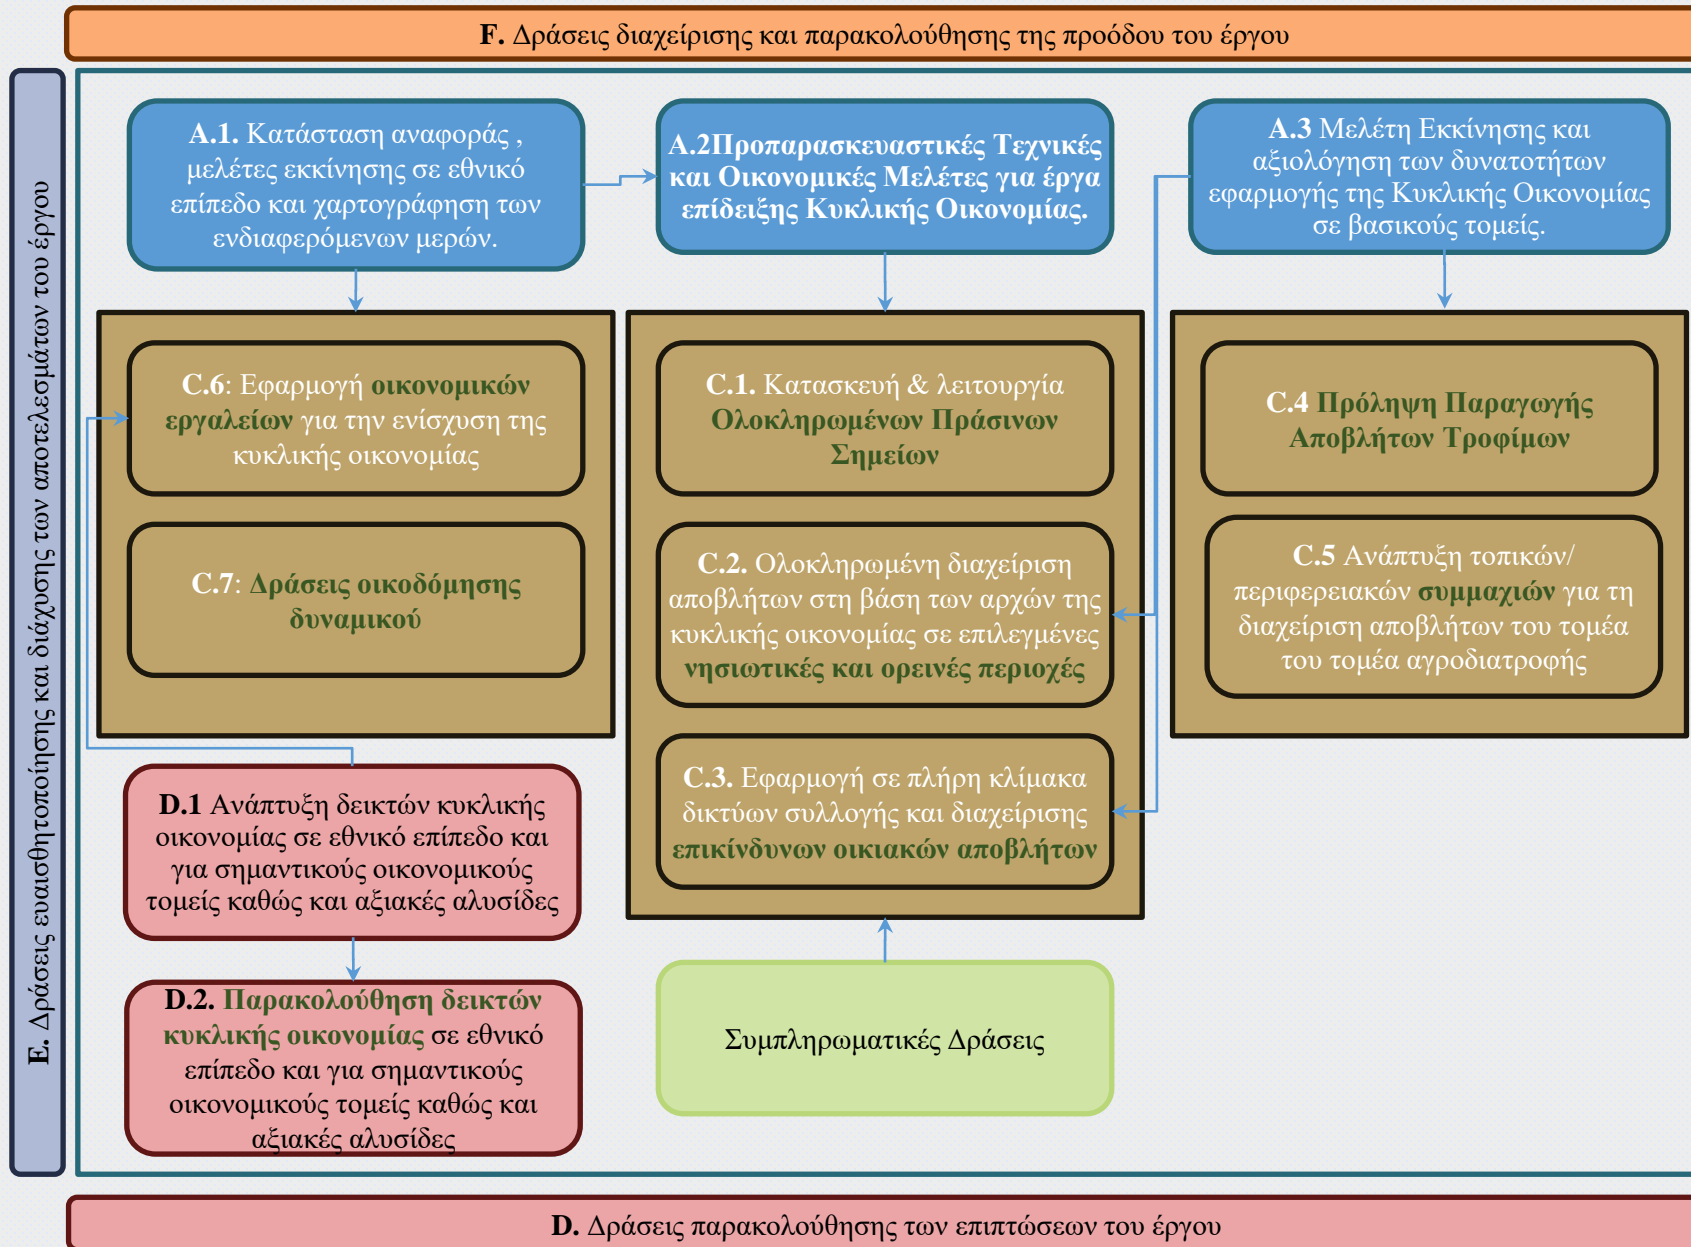 F. Δράσεις διαχείρισης και παρακολούθησης της προόδου του έργου
E. Δράσεις ευαισθητοποίησης και διάχυσης των αποτελεσμάτων του έργου
A.1. Κατάσταση αναφοράς ,
μελέτες εκκίνησης σε εθνικό
επίπεδο και χαρτογράφηση των
ενδιαφερόμενων μερών.
A.2Προπαρασκευαστικές Τεχνικές
και Οικονομικές Μελέτες για έργα
επίδειξης Κυκλικής Οικονομίας.
A.3 Μελέτη Εκκίνησης και
αξιολόγηση των δυνατοτήτων
εφαρμογής της Κυκλικής Οικονομίας
σε βασικούς τομείς.
C.6: Εφαρμογή οικονομικών
εργαλείων για την ενίσχυση της
κυκλικής οικονομίας
C.7: Δράσεις οικοδόμησης
δυναμικού
C.1. Κατασκευή & λειτουργία
Ολοκληρωμένων Πράσινων
Σημείων
C.2. Ολοκληρωμένη διαχείριση
αποβλήτων στη βάση των αρχών της
κυκλικής οικονομίας σε επιλεγμένες
νησιωτικές και ορεινές περιοχές
C.3. Εφαρμογή σε πλήρη κλίμακα
δικτύων συλλογής και διαχείρισης
επικίνδυνων οικιακών αποβλήτων
C.4 Πρόληψη Παραγωγής
Αποβλήτων Τροφίμων
C.5 Ανάπτυξη τοπικών/
περιφερειακών συμμαχιών για τη
διαχείριση αποβλήτων του τομέα
του τομέα αγροδιατροφής
D.1 Ανάπτυξη δεικτών κυκλικής
οικονομίας σε εθνικό επίπεδο και
για σημαντικούς οικονομικούς
τομείς καθώς και αξιακές αλυσίδες
D.2. Παρακολούθηση δεικτών
κυκλικής οικονομίας σε εθνικό
επίπεδο και για σημαντικούς
οικονομικούς τομείς καθώς και
αξιακές αλυσίδες
Συμπληρωματικές Δράσεις
D. Δράσεις παρακολούθησης των επιπτώσεων του έργου